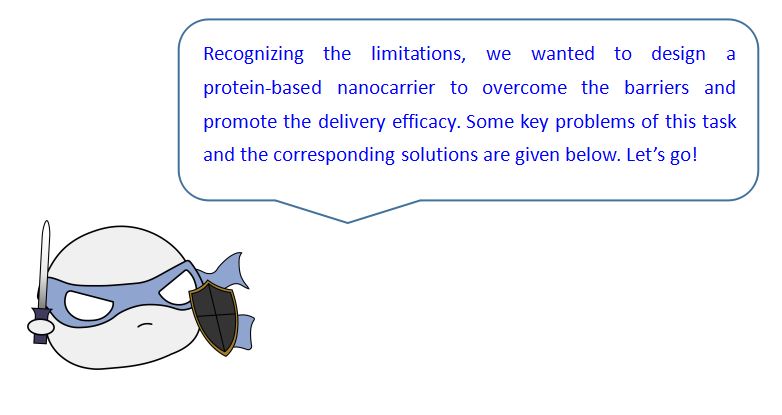 Recognizing the limitations, we wanted to design a
protein-based nanocarrier to overcome the barriers and
promote the delivery efficacy. Some key problems of this task
and the corresponding solutions are given below. Let’s go!